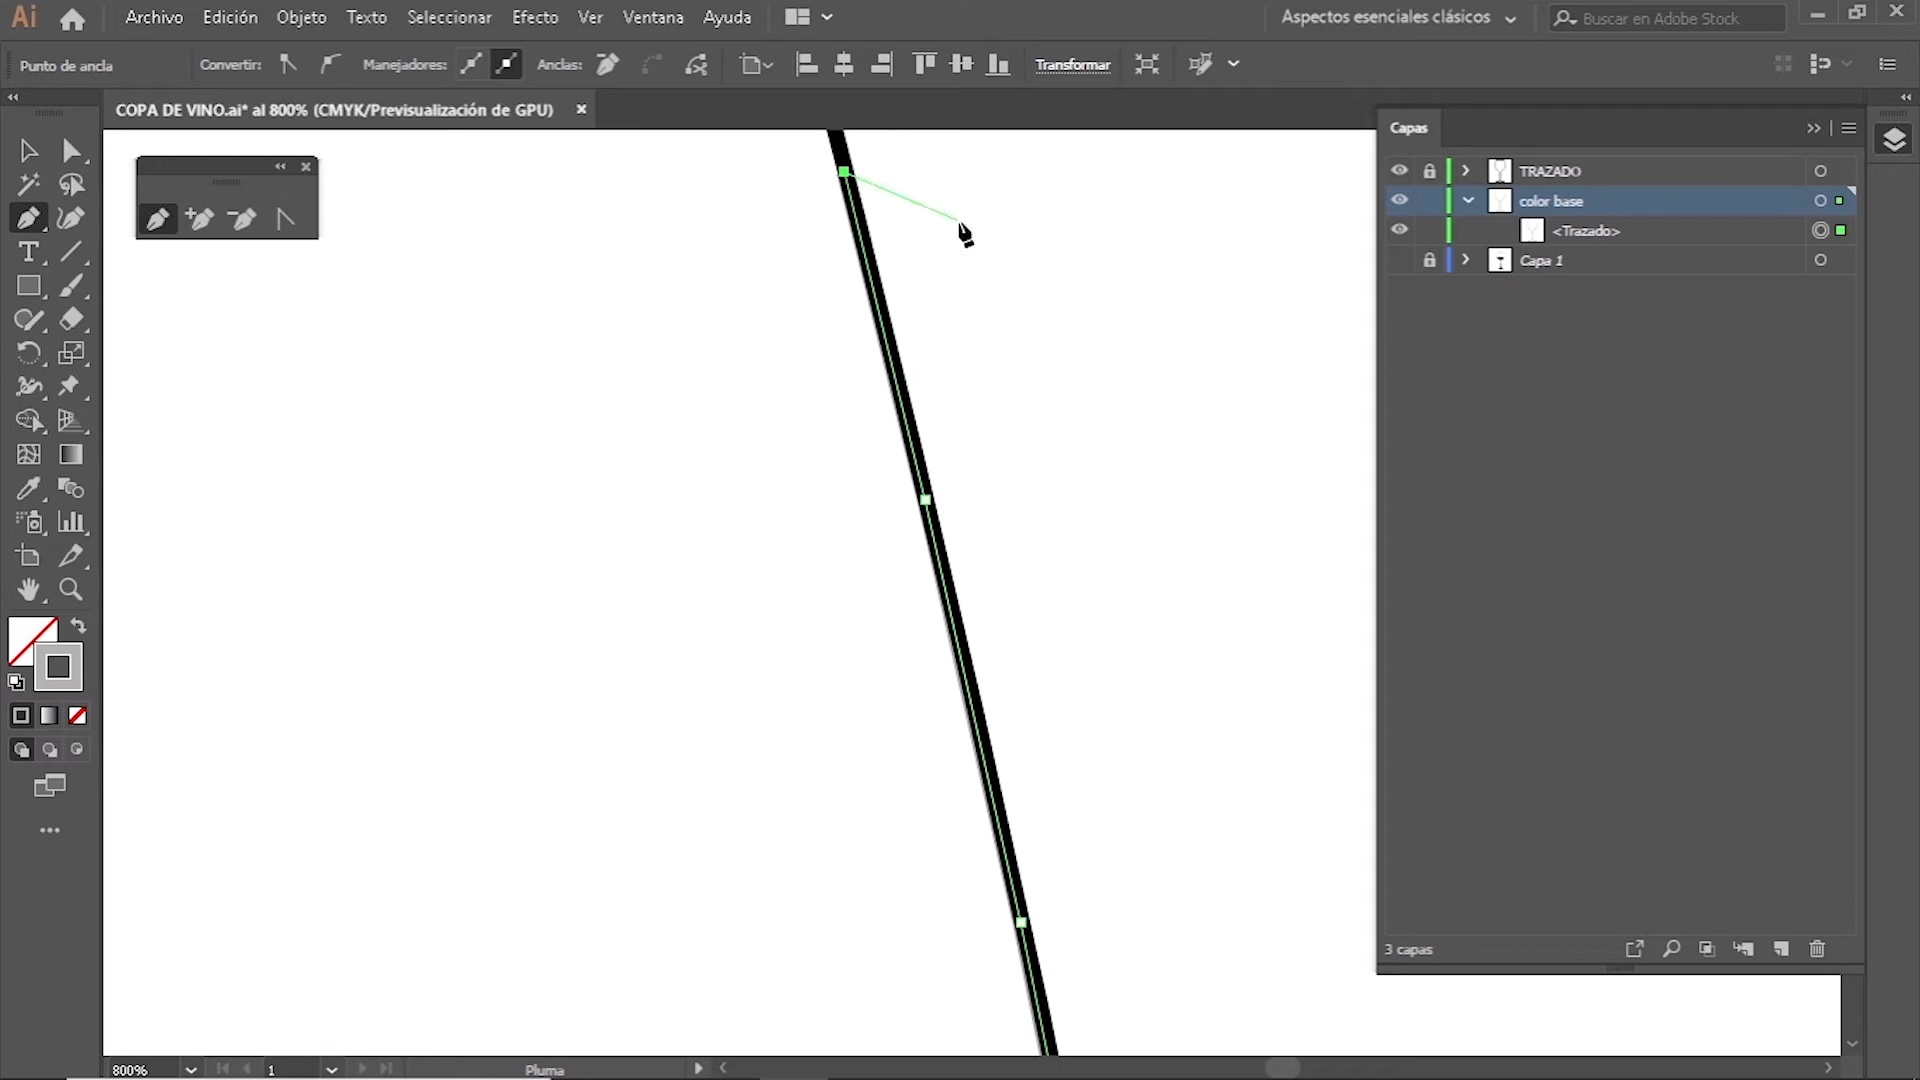 Ai Archivo Edición Objeto Texto Seleccionar Efecto Ver Ventana Ayuda Aspectos esenciales clásicos Buscar en Adobe Stock
Punto de ancla Convertir: Manejadores: Anclas: Transformar
COPA DE VINO.ai* al 800% (CMYK/Previsualización de GPU)
Capas
TRAZADO
color base
<Trazado>
Capa 1
3 capas
800% 1 Pluma